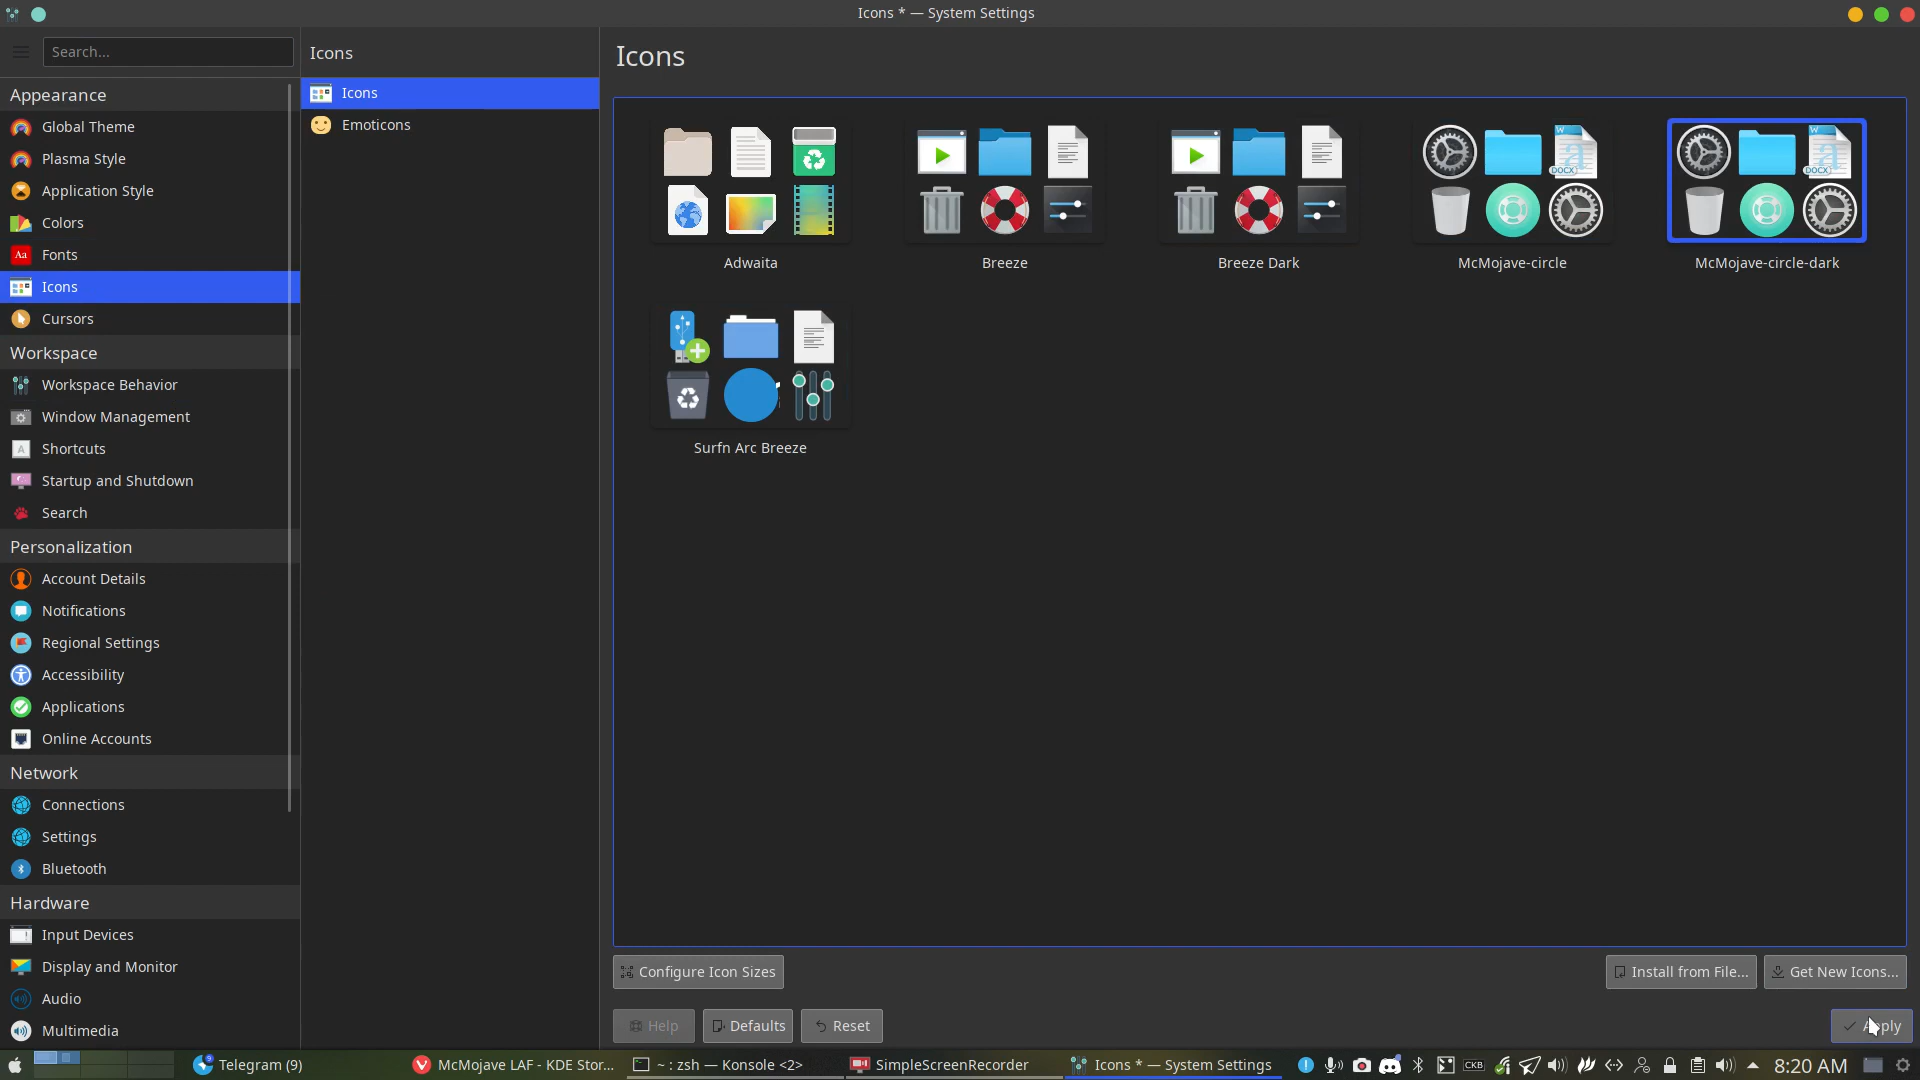 Icons * — System Settings
Search...
Icons
Icons
Appearance
Global Theme
Plasma Style
Application Style
Colors
Fonts
Icons
Cursors
Workspace
Workspace Behavior
Window Management
Shortcuts
Startup and Shutdown
Search
Personalization
Account Details
Notifications
Regional Settings
Accessibility
Applications
Online Accounts
Network
Connections
Settings
Bluetooth
Hardware
Input Devices
Display and Monitor
Audio
Multimedia
Icons
Emoticons
Adwaita
Breeze
Breeze Dark
McMojave-circle
McMojave-circle-dark
Surfn Arc Breeze
Aa
A
W
a
DOCX
W
a
DOCX
Configure Icon Sizes
Install from File...
Get New Icons...
Help
Defaults
Reset
Telegram (9)
McMojave LAF - KDE Stor...
~ : zsh — Konsole <2>
SimpleScreenRecorder
Icons * — System Settings
CKB
8:20 AM